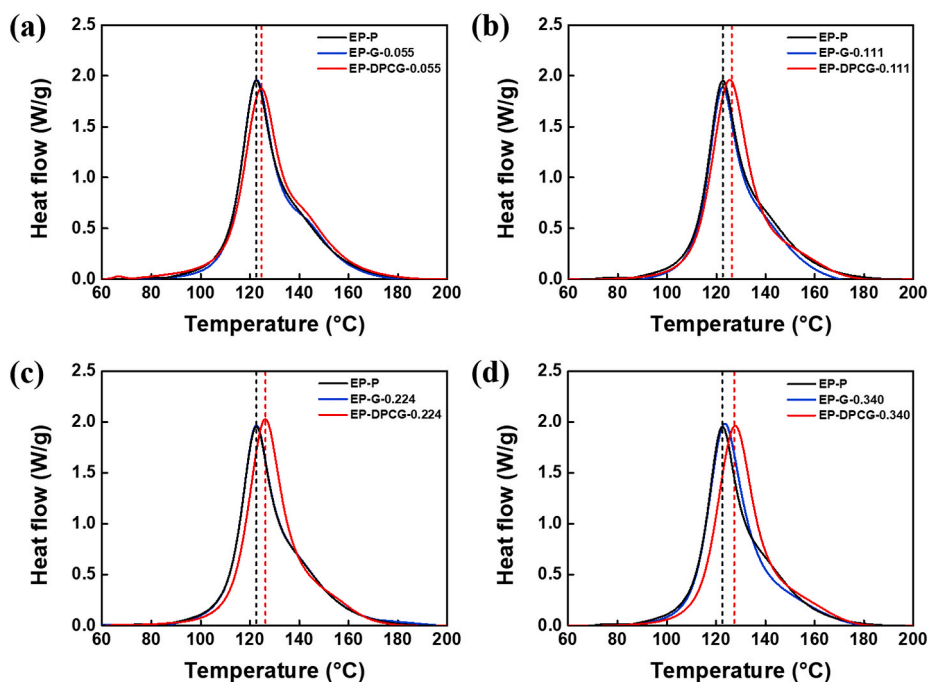 (a)
2.5
2.0
1.5
1.0
0.5
0.0
Heat flow (W/g)
EP-P
EP-G-0.055
EP-DPCG-0.055
60 80 100 120 140 160 180 200
Temperature (°C)
(b)
2.5
2.0
1.5
1.0
0.5
0.0
Heat flow (W/g)
EP-P
EP-G-0.111
EP-DPCG-0.111
60 80 100 120 140 160 180 200
Temperature (°C)
(c)
2.5
2.0
1.5
1.0
0.5
0.0
Heat flow (W/g)
EP-P
EP-G-0.224
EP-DPCG-0.224
60 80 100 120 140 160 180 200
Temperature (°C)
(d)
2.5
2.0
1.5
1.0
0.5
0.0
Heat flow (W/g)
EP-P
EP-G-0.340
EP-DPCG-0.340
60 80 100 120 140 160 180 200
Temperature (°C)